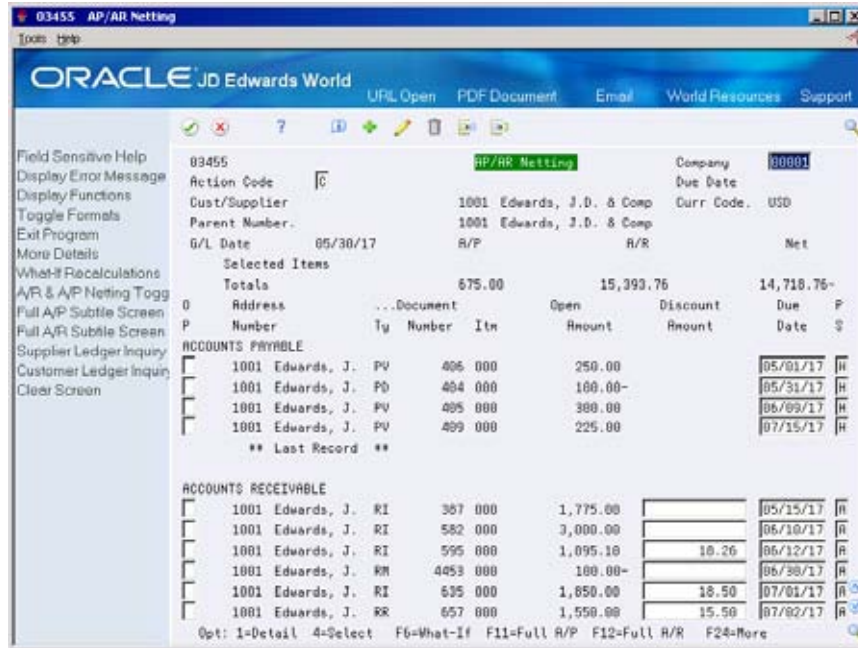 03455 AP/AR Netting
Tools Help
ORACLE JD Edwards World
URL Open PDF Document Email World Resources Support
Field Sensitive Help
Display Error Message
Display Functions
Toggle Formats
Exit Program
More Details
What-If Recalculations
A/R & A/P Netting Togg
Full A/P Subfile Screen
Full A/R Subfile Screen
Supplier Ledger Inquiry
Customer Ledger Inquiry
Clear Screen
03455 AP/AR Netting Company 00001
Action Code C Due Date
Cust/Supplier 1001 Edwards, J.D. & Comp Curr Code. USD
Parent Number. 1001 Edwards, J.D. & Comp
G/L Date 05/30/17 A/P A/R Net
Selected Items
Totals 675.00 15,393.76 14,718.76-
O Address ...Document Open Discount Due P
P Number Ty Number Itm Amount Amount Date S
ACCOUNTS PAYABLE
1001 Edwards, J. PV 406 000 250.00 05/01/17 H
1001 Edwards, J. PD 404 000 100.00- 05/31/17 H
1001 Edwards, J. PV 405 000 300.00 06/09/17 H
1001 Edwards, J. PV 409 000 225.00 07/15/17 H
** Last Record **
ACCOUNTS RECEIVABLE
1001 Edwards, J. RI 387 000 1,775.00 05/15/17 A
1001 Edwards, J. RI 582 000 3,000.00 06/10/17 A
1001 Edwards, J. RI 595 000 1,095.10 10.26 06/12/17 A
1001 Edwards, J. RM 4453 000 100.00- 06/30/17 A
1001 Edwards, J. RI 635 000 1,850.00 18.50 07/01/17 A
1001 Edwards, J. RR 657 000 1,550.00 15.50 07/02/17 A
Opt: 1=Detail 4=Select F6=What-If F11=Full A/P F12=Full A/R F24=More